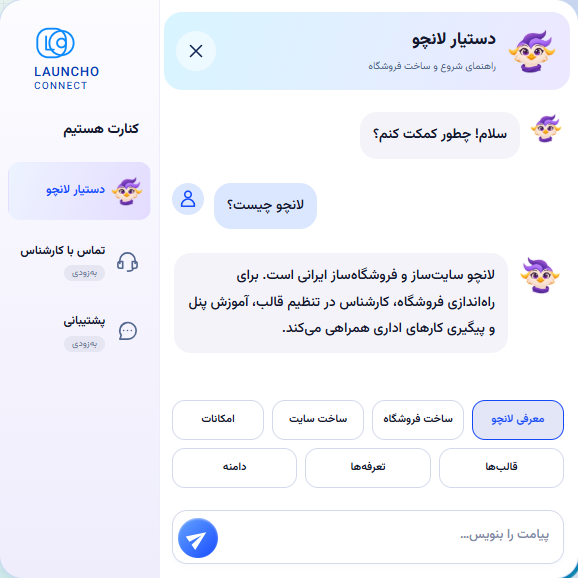 دستیار لانچو
راهنمای شروع و ساخت فروشگاه
LAUNCHO
CONNECT
کنارت هستیم
دستیار لانچو
تماس با کارشناس
به‌زودی
پشتیبانی
به‌زودی
سلام! چطور کمکت کنم؟
لانچو چیست؟
لانچو سایت‌ساز و فروشگاه‌ساز ایرانی است. برای
راه‌اندازی فروشگاه، کارشناس در تنظیم قالب، آموزش پنل
و پیگیری کارهای اداری همراهی می‌کند.
معرفی لانچو
ساخت فروشگاه
ساخت سایت
امکانات
قالب‌ها
تعرفه‌ها
دامنه
پیامت را بنویس...